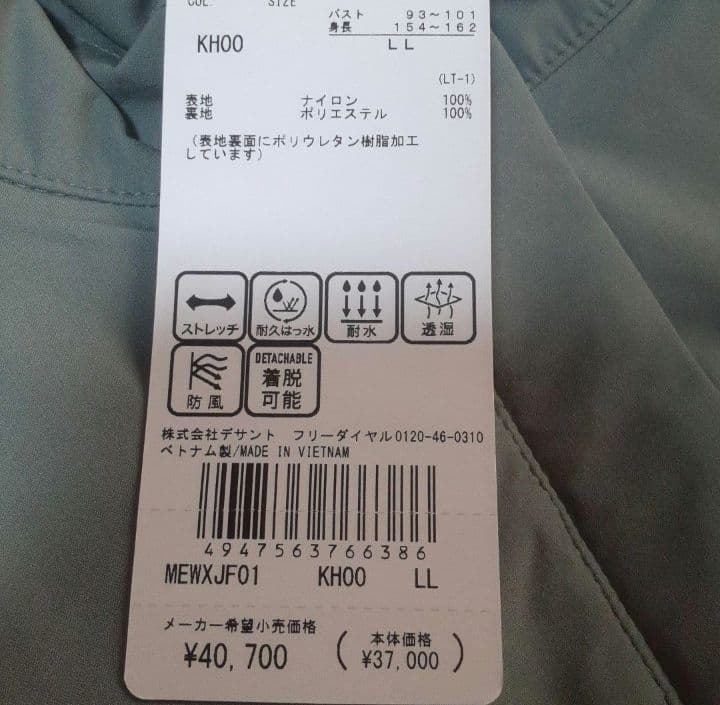 COL. SIZE
バスト 93～101
身長 154～162
KH00 LL
(LT-1)
表地 ナイロン 100%
裏地 ポリエステル 100%
（表地裏面にポリウレタン樹脂加工
しています）
ストレッチ 耐久はっ水 耐水 透湿
防風 DETACHABLE
着脱
可能
株式会社デサント フリーダイヤル0120-46-0310
ベトナム製/MADE IN VIETNAM
4947563766386
MEWXJF01 KH00 LL
メーカー希望小売価格
¥40,700 (本体価格
¥37,000)